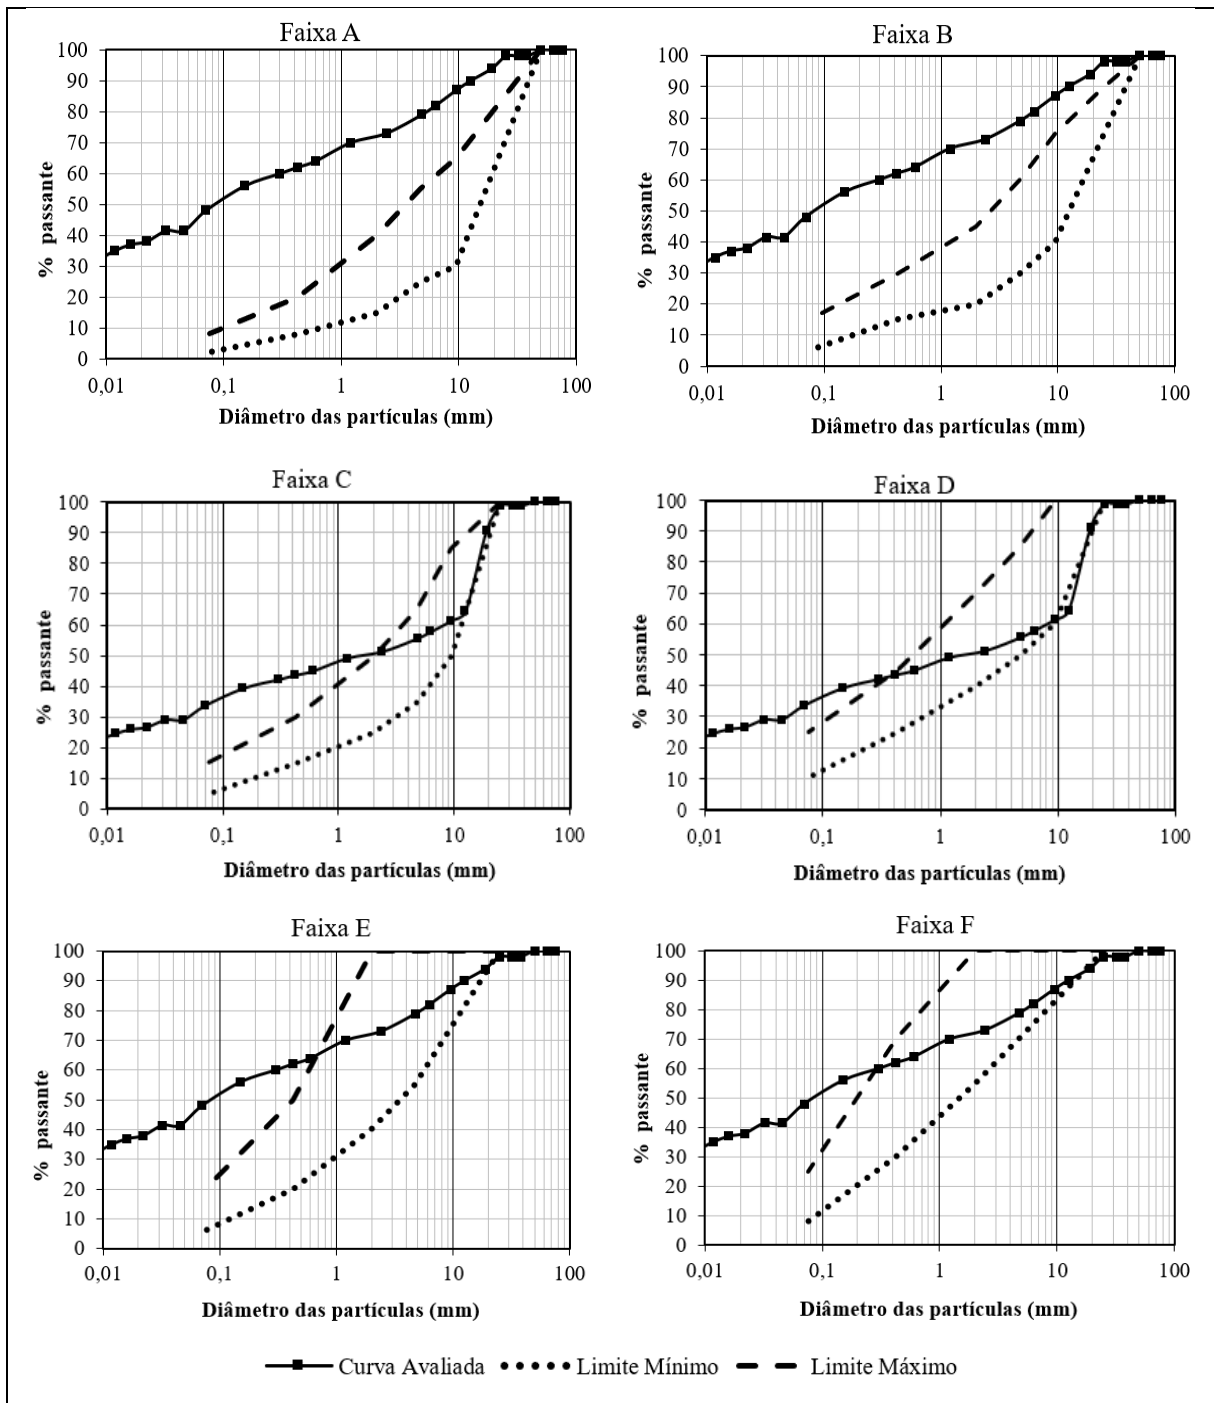 Faixa A
100
90
80
70
60
50
40
30
20
10
0
% passante
0,01 0,1 1 10 100
Diâmetro das partículas (mm)
Faixa B
100
90
80
70
60
50
40
30
20
10
0
% passante
0,01 0,1 1 10 100
Diâmetro das partículas (mm)
Faixa C
100
90
80
70
60
50
40
30
20
10
0
% passante
0,01 0,1 1 10 100
Diâmetro das partículas (mm)
Faixa D
100
90
80
70
60
50
40
30
20
10
0
% passante
0,01 0,1 1 10 100
Diâmetro das partículas (mm)
Faixa E
100
90
80
70
60
50
40
30
20
10
0
% passante
0,01 0,1 1 10 100
Diâmetro das partículas (mm)
Faixa F
100
90
80
70
60
50
40
30
20
10
0
% passante
0,01 0,1 1 10 100
Diâmetro das partículas (mm)
Curva Avaliada Limite Mínimo Limite Máximo